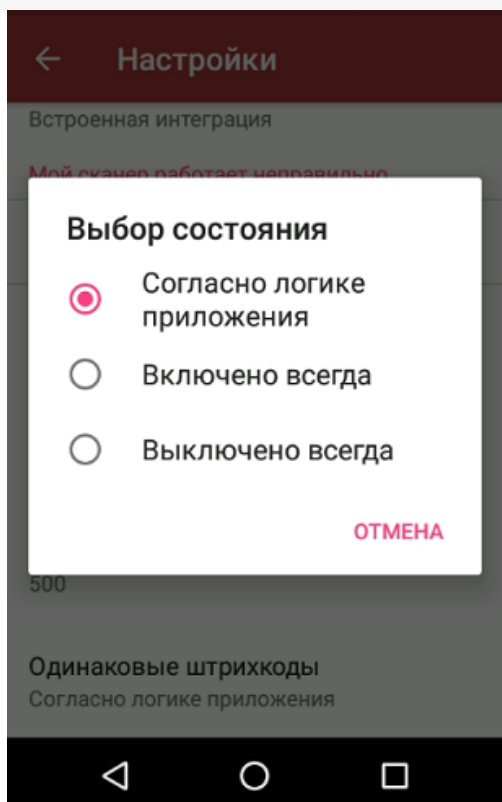 Настройки
Встроенная интеграция
Мой сканер работает неправильно
Выбор состояния
Согласно логике
приложения
Включено всегда
Выключено всегда
ОТМЕНА
500
Одинаковые штрихкоды
Согласно логике приложения